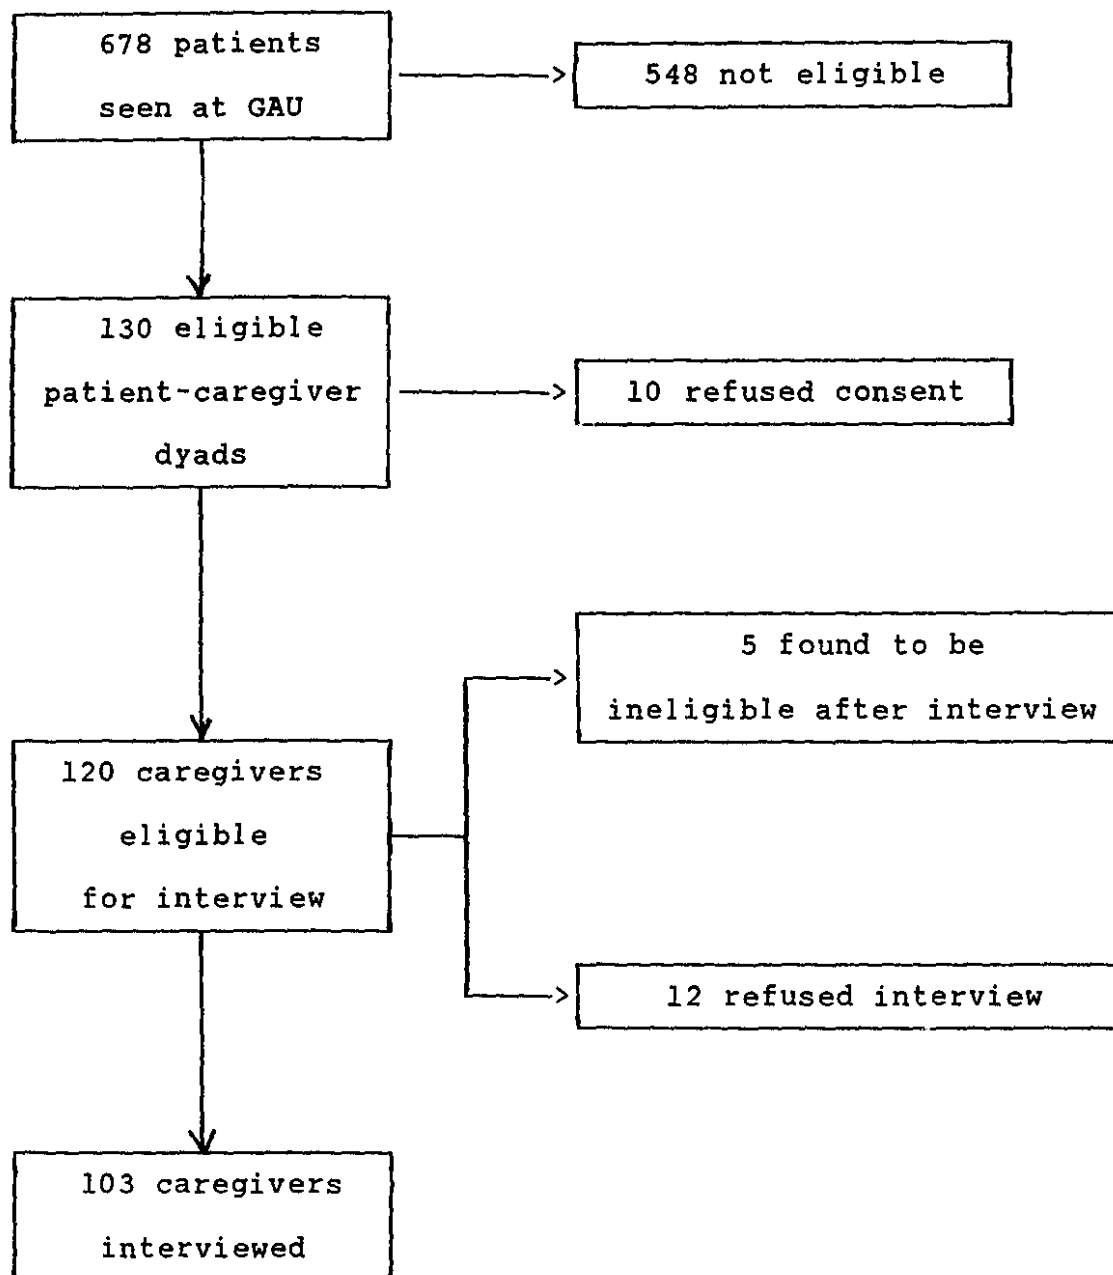 678 patients
seen at GAU
548 not eligible
130 eligible
patient-caregiver
dyads
10 refused consent
5 found to be
ineligible after interview
120 caregivers
eligible
for interview
12 refused interview
103 caregivers
interviewed